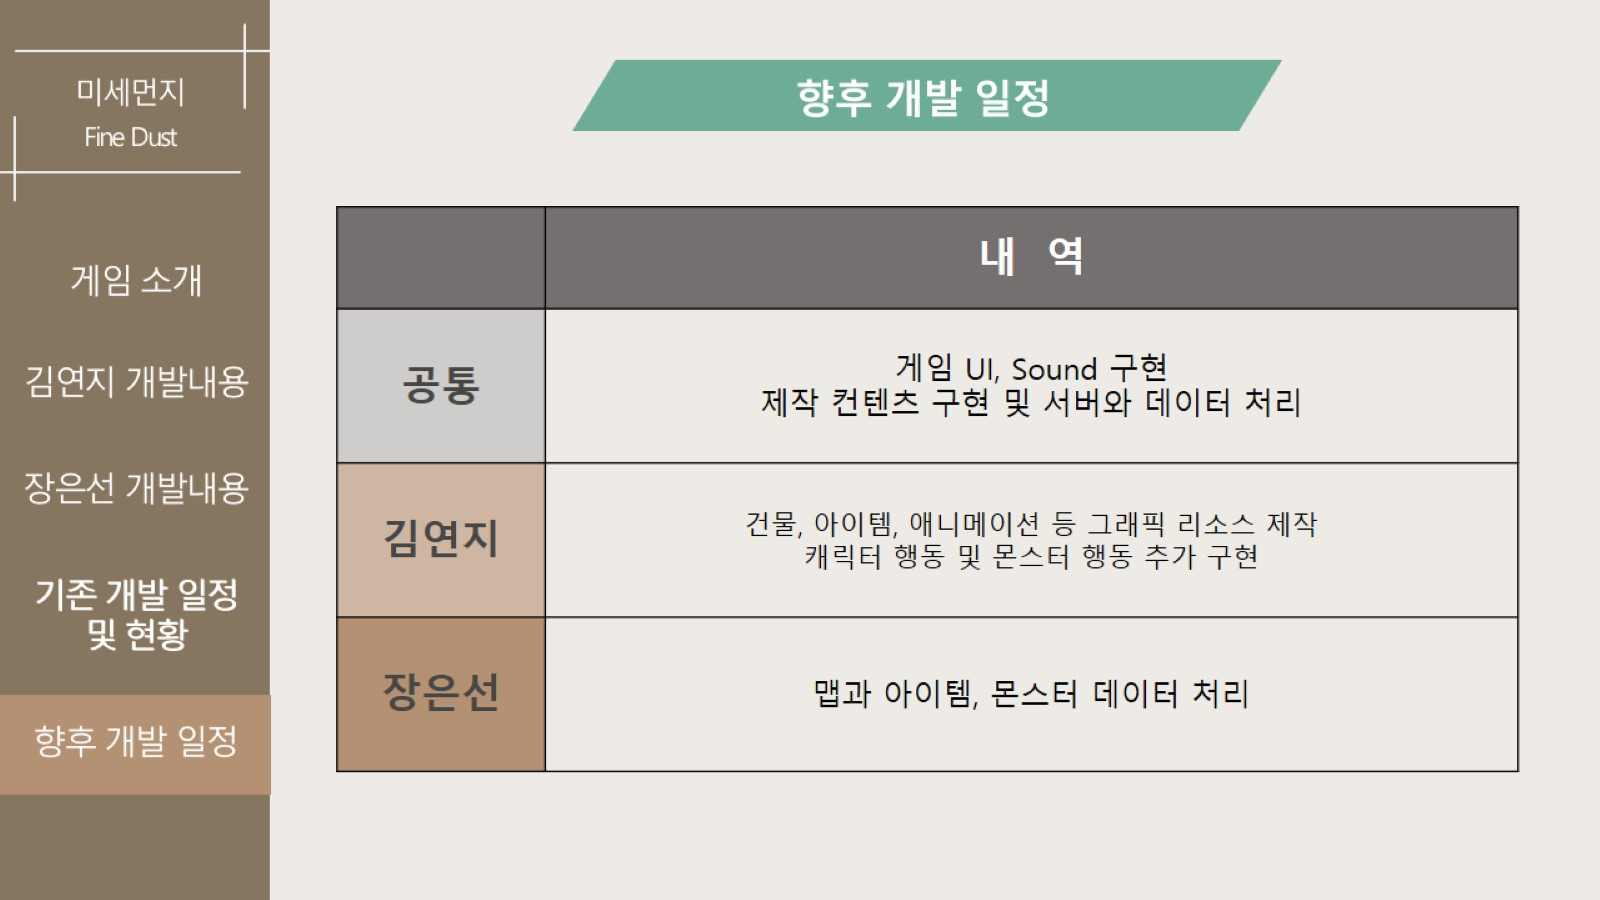 미세먼지
Fine Dust
게임 소개
김연지 개발내용
장은선 개발내용
기존 개발 일정
및 현황
향후 개발 일정
향후 개발 일정
내 역
공통
게임 UI, Sound 구현
제작 컨텐츠 구현 및 서버와 데이터 처리
김연지
건물, 아이템, 애니메이션 등 그래픽 리소스 제작
캐릭터 행동 및 몬스터 행동 추가 구현
장은선
맵과 아이템, 몬스터 데이터 처리